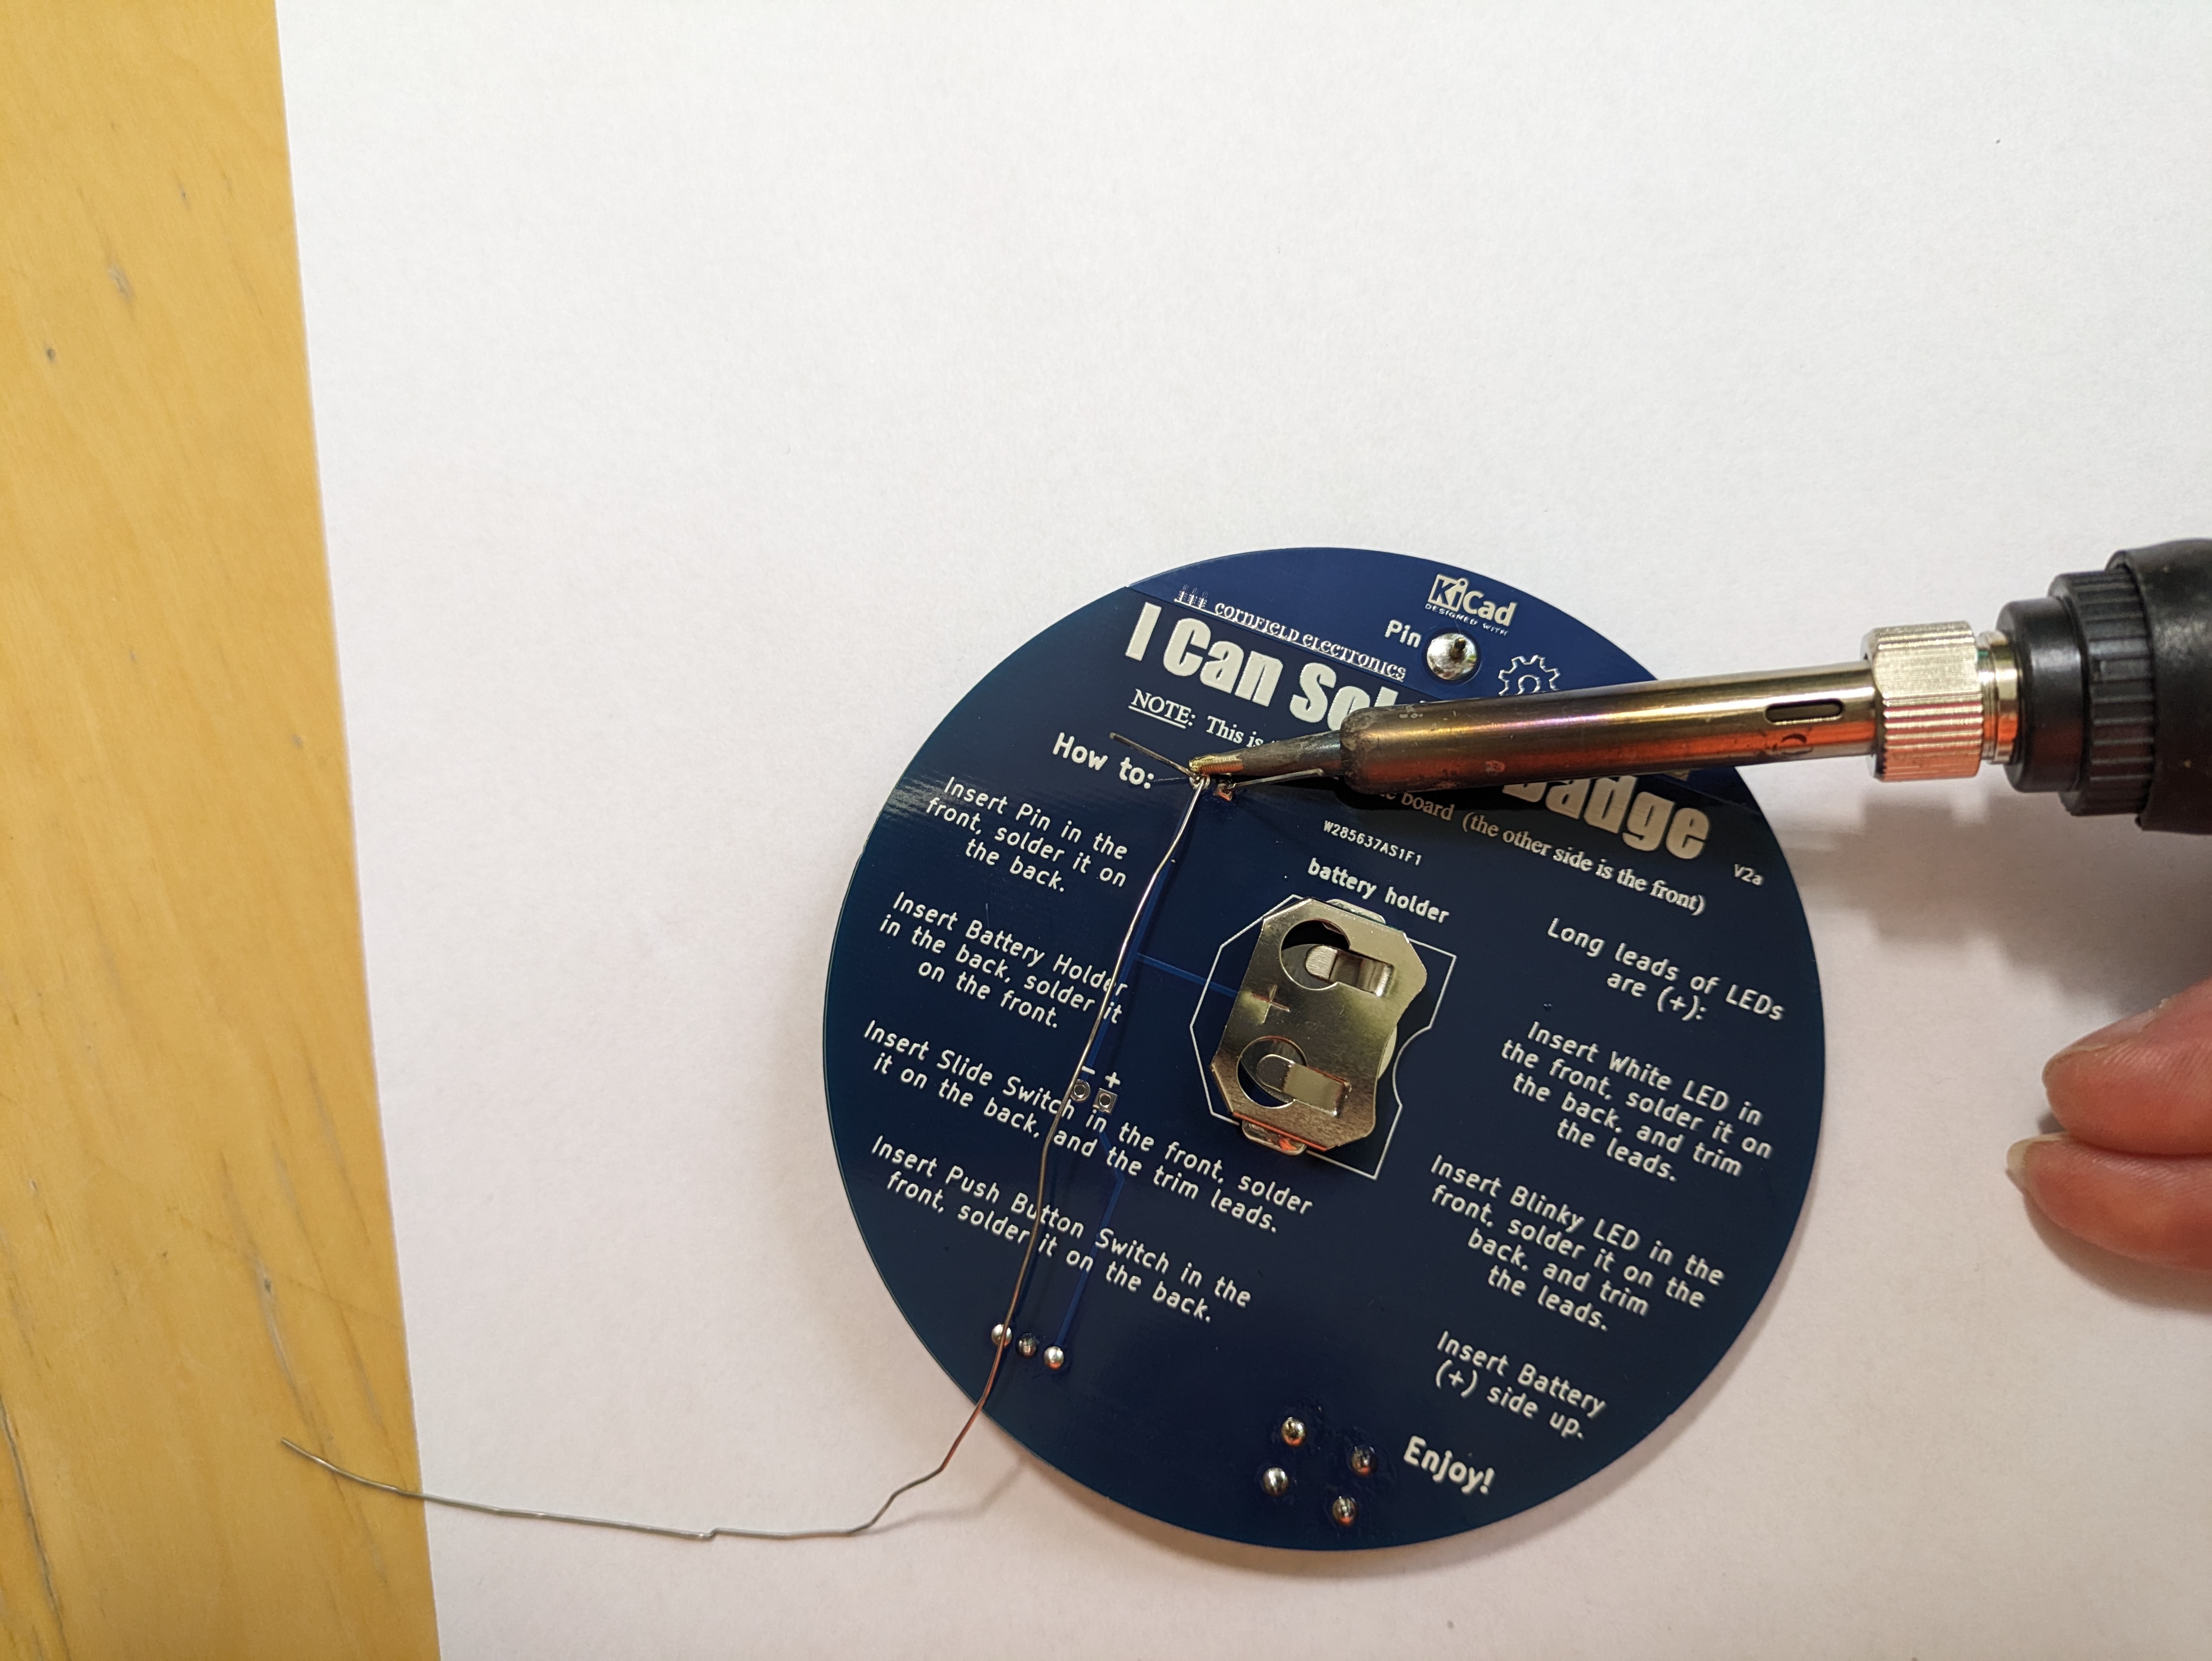 KiCad
DESIGNED WITH
Pin
cornfield electronics
I Can
NOTE: This is
Badge
board (the other side is the front)
V2a
How to:
Insert Pin in the
front, solder it on
the back.
Insert Battery Holder
in the back, solder it
on the front.
Insert Slide Switch in the front, solder
it on the back, and the trim leads.
Insert Push Button Switch in the
front, solder it on the back.
- +
W285637AS1F1
battery holder
+
Long leads of LEDs
are (+):
Insert White LED in
the front, solder it on
the back, and trim
the leads.
Insert Blinky LED in the
front, solder it on the
back, and trim
the leads.
Insert Battery
(+) side up.
Enjoy!